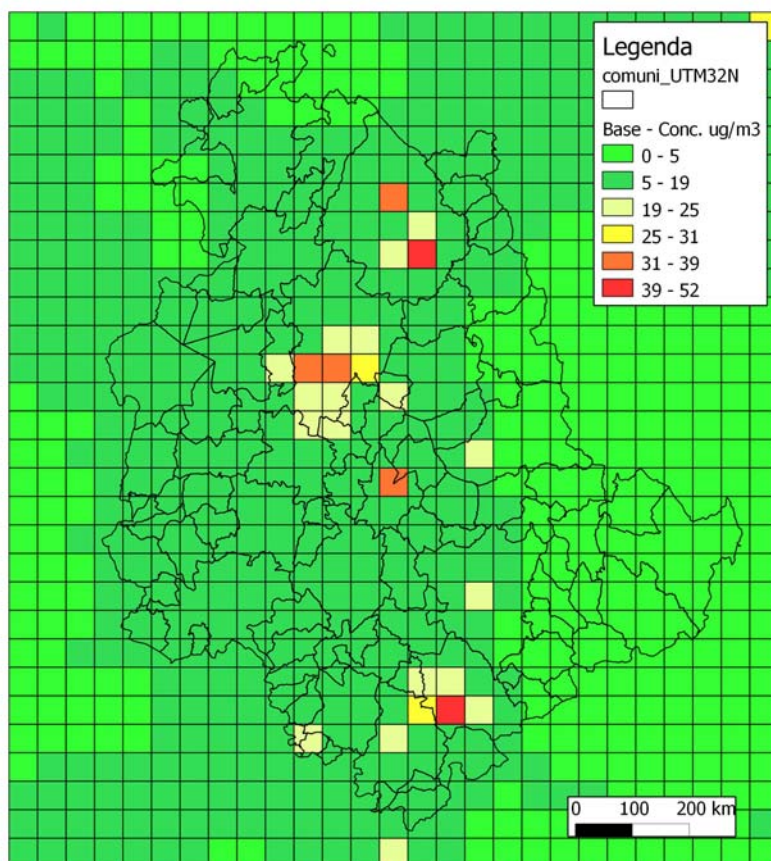 Legenda
comuni_UTM32N
Base - Conc. ug/m3
0 - 5
5 - 19
19 - 25
25 - 31
31 - 39
39 - 52
0 100 200 km